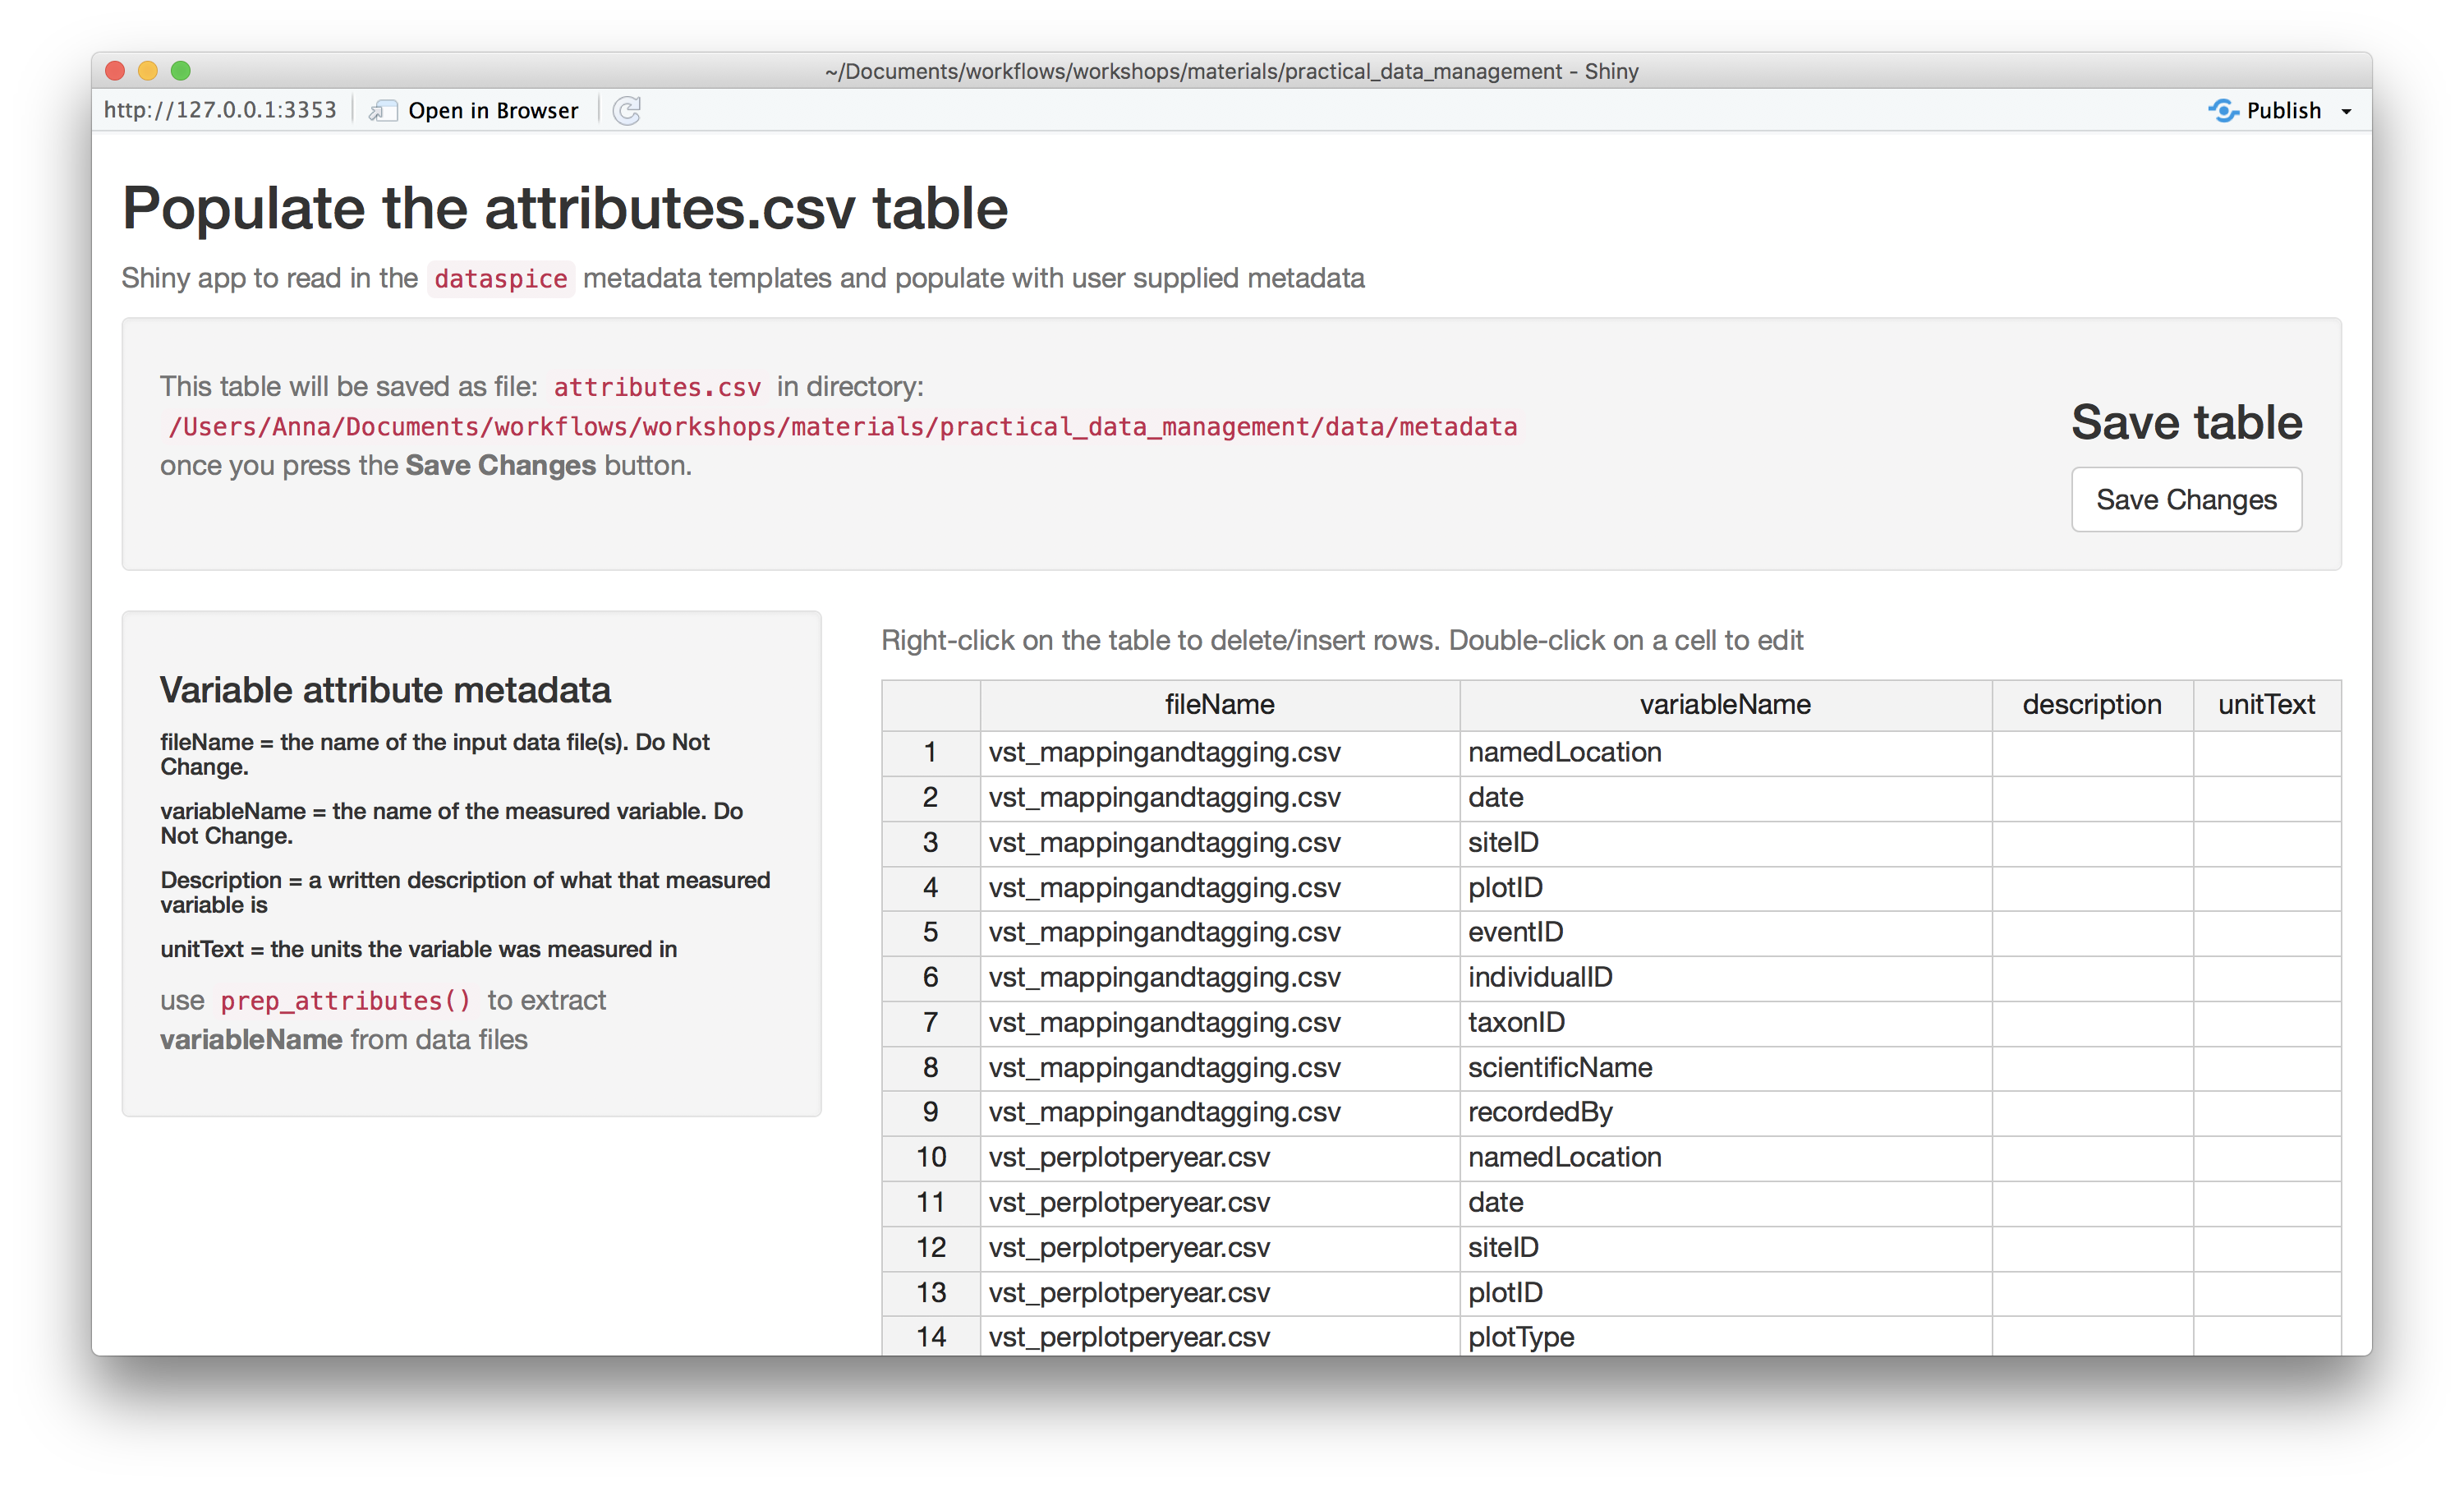 ~/Documents/workflows/workshops/materials/practical_data_management - Shiny
http://127.0.0.1:3353 Open in Browser Publish
Populate the attributes.csv table
Shiny app to read in the dataspice metadata templates and populate with user supplied metadata
This table will be saved as file: attributes.csv in directory:
/Users/Anna/Documents/workflows/workshops/materials/practical_data_management/data/metadata
once you press the Save Changes button.
Save table
Save Changes
Variable attribute metadata
fileName = the name of the input data file(s). Do Not
Change.
variableName = the name of the measured variable. Do
Not Change.
Description = a written description of what that measured
variable is
unitText = the units the variable was measured in
use prep_attributes() to extract
variableName from data files
Right-click on the table to delete/insert rows. Double-click on a cell to edit
fileName variableName description unitText
1 vst_mappingandtagging.csv namedLocation
2 vst_mappingandtagging.csv date
3 vst_mappingandtagging.csv siteID
4 vst_mappingandtagging.csv plotID
5 vst_mappingandtagging.csv eventID
6 vst_mappingandtagging.csv individualID
7 vst_mappingandtagging.csv taxonID
8 vst_mappingandtagging.csv scientificName
9 vst_mappingandtagging.csv recordedBy
10 vst_perplotperyear.csv namedLocation
11 vst_perplotperyear.csv date
12 vst_perplotperyear.csv siteID
13 vst_perplotperyear.csv plotID
14 vst_perplotperyear.csv plotType